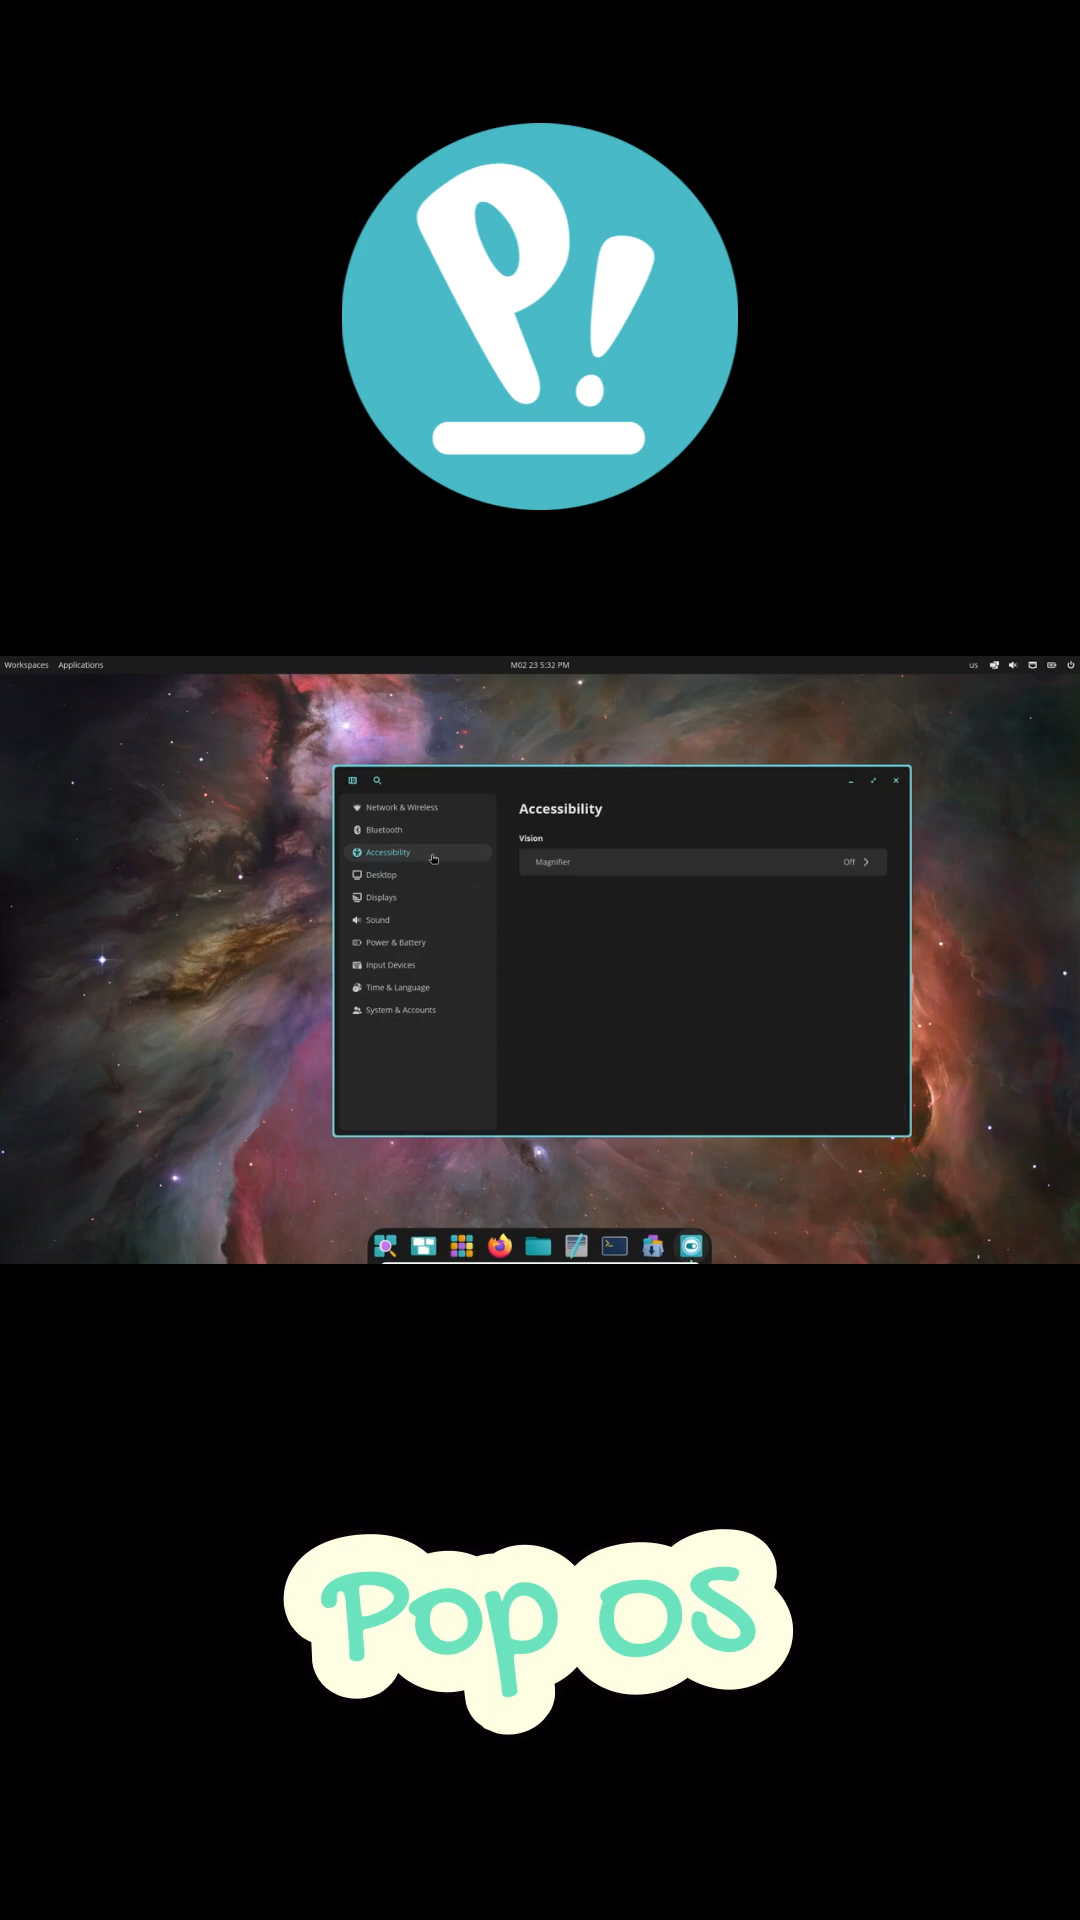 P!
Workspaces Applications M02 23 5:32 PM us
Network & Wireless
Bluetooth
Accessibility
Desktop
Displays
Sound
Power & Battery
Input Devices
Time & Language
System & Accounts
Accessibility
Vision
Magnifier Off
Pop OS